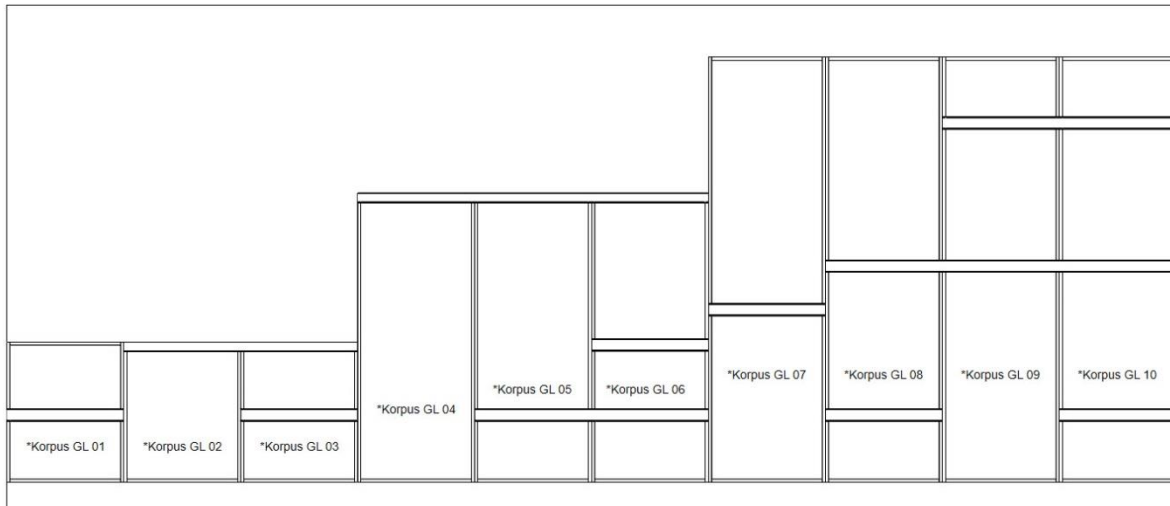 *Korpus GL 01
*Korpus GL 02
*Korpus GL 03
*Korpus GL 04
*Korpus GL 05
*Korpus GL 06
*Korpus GL 07
*Korpus GL 08
*Korpus GL 09
*Korpus GL 10